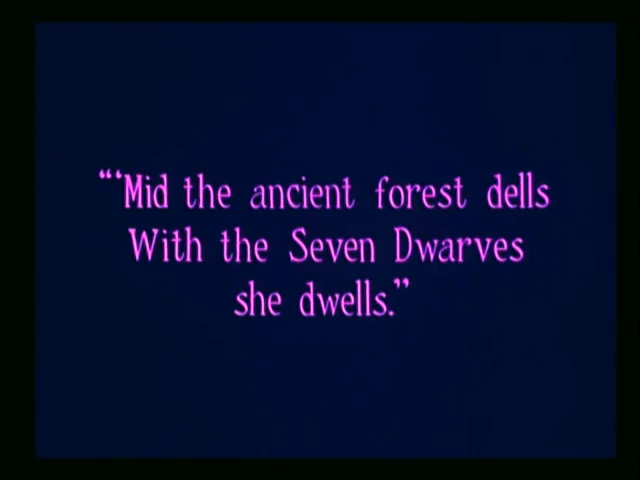 “‘Mid the ancient forest dells
With the Seven Dwarves
she dwells.”